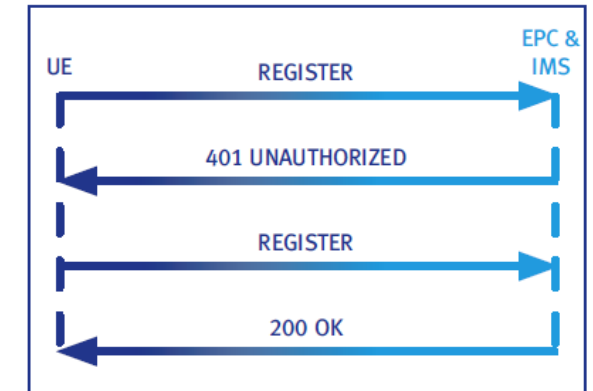 EPC &
UE
REGISTER
IMS
401 UNAUTHORIZED
REGISTER
200 OK